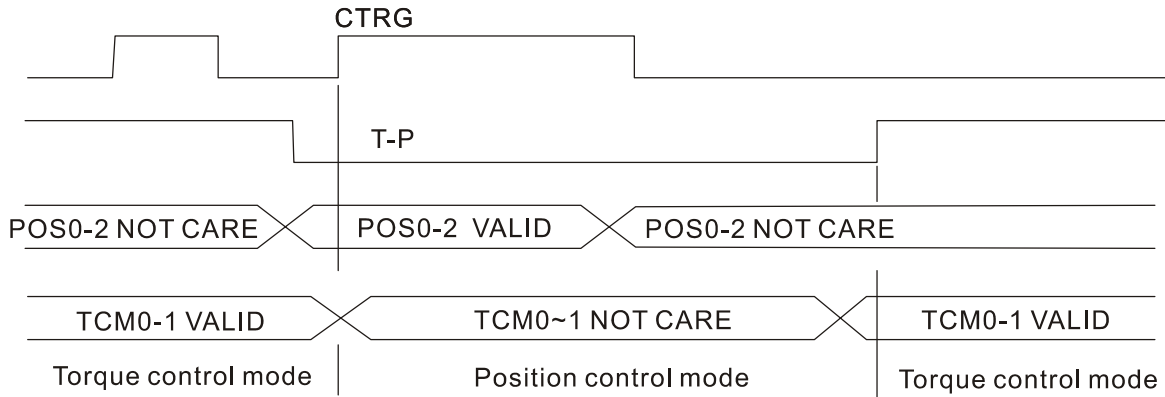 CTRG
T-P
POS0-2 NOT CARE
POS0-2 VALID
POS0-2 NOT CARE
TCM0-1 VALID
TCM0~1 NOT CARE
TCM0-1 VALID
Torque control mode
Position control mode
Torque control mode